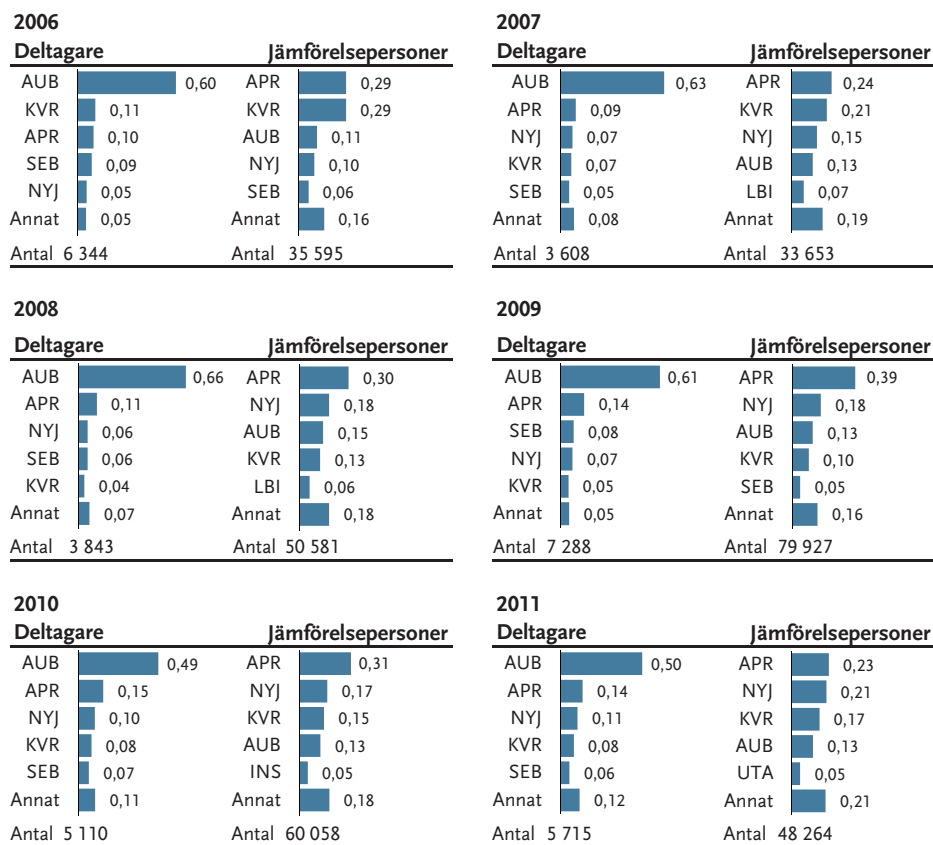 2006
Deltagare Jämförelsepersoner
AUB 0,60 APR 0,29
KVR 0,11 KVR 0,29
APR 0,10 AUB 0,11
SEB 0,09 NYJ 0,10
NYJ 0,05 SEB 0,06
Annat 0,05 Annat 0,16
Antal 6 344 Antal 35 595
2007
Deltagare Jämförelsepersoner
AUB 0,63 APR 0,24
APR 0,09 KVR 0,21
NYJ 0,07 NYJ 0,15
KVR 0,07 AUB 0,13
SEB 0,05 LBI 0,07
Annat 0,08 Annat 0,19
Antal 3 608 Antal 33 653
2008
Deltagare Jämförelsepersoner
AUB 0,66 APR 0,30
APR 0,11 NYJ 0,18
NYJ 0,06 AUB 0,15
SEB 0,06 KVR 0,13
KVR 0,04 LBI 0,06
Annat 0,07 Annat 0,18
Antal 3 843 Antal 50 581
2009
Deltagare Jämförelsepersoner
AUB 0,61 APR 0,39
APR 0,14 NYJ 0,18
SEB 0,08 AUB 0,13
NYJ 0,07 KVR 0,10
KVR 0,05 SEB 0,05
Annat 0,05 Annat 0,16
Antal 7 288 Antal 79 927
2010
Deltagare Jämförelsepersoner
AUB 0,49 APR 0,31
APR 0,15 NYJ 0,17
NYJ 0,10 KVR 0,15
KVR 0,08 AUB 0,13
SEB 0,07 INS 0,05
Annat 0,11 Annat 0,18
Antal 5 110 Antal 60 058
2011
Deltagare Jämförelsepersoner
AUB 0,50 APR 0,23
APR 0,14 NYJ 0,21
NYJ 0,11 KVR 0,17
KVR 0,08 AUB 0,13
SEB 0,06 UTA 0,05
Annat 0,12 Annat 0,21
Antal 5 715 Antal 48 264